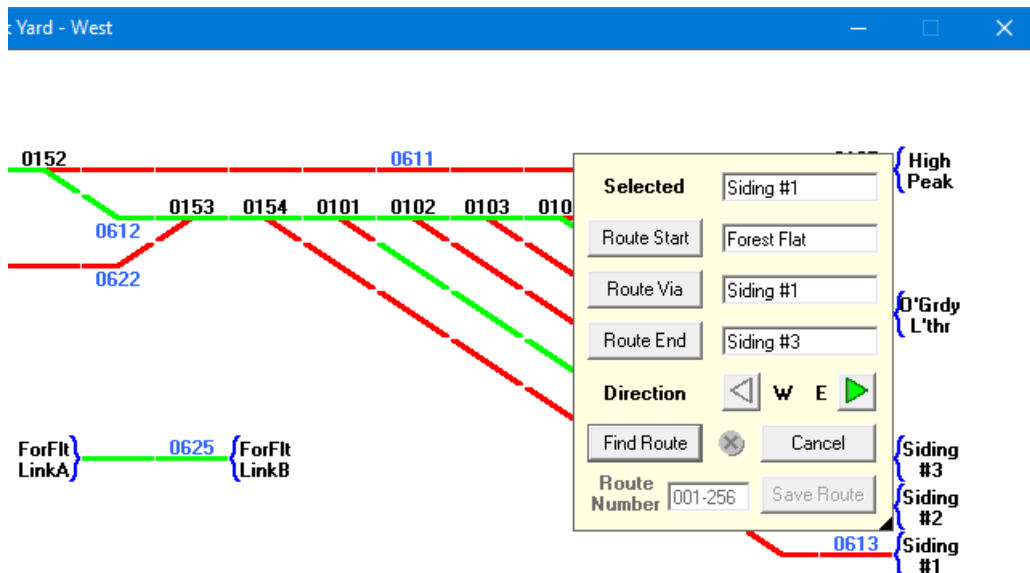 : Yard - West
0152
0611
High
Peak
0153 0154 0101 0102 0103 010
0612
0622
Selected
Siding #1
Route Start
Forest Flat
Route Via
Siding #1
Route End
Siding #3
Direction
W E
Find Route
Cancel
Route
Number
001-256
Save Route
O'Grdy
L'thr
ForFlt
LinkA
0625
ForFlt
LinkB
Siding
#3
Siding
#2
0613
Siding
#1